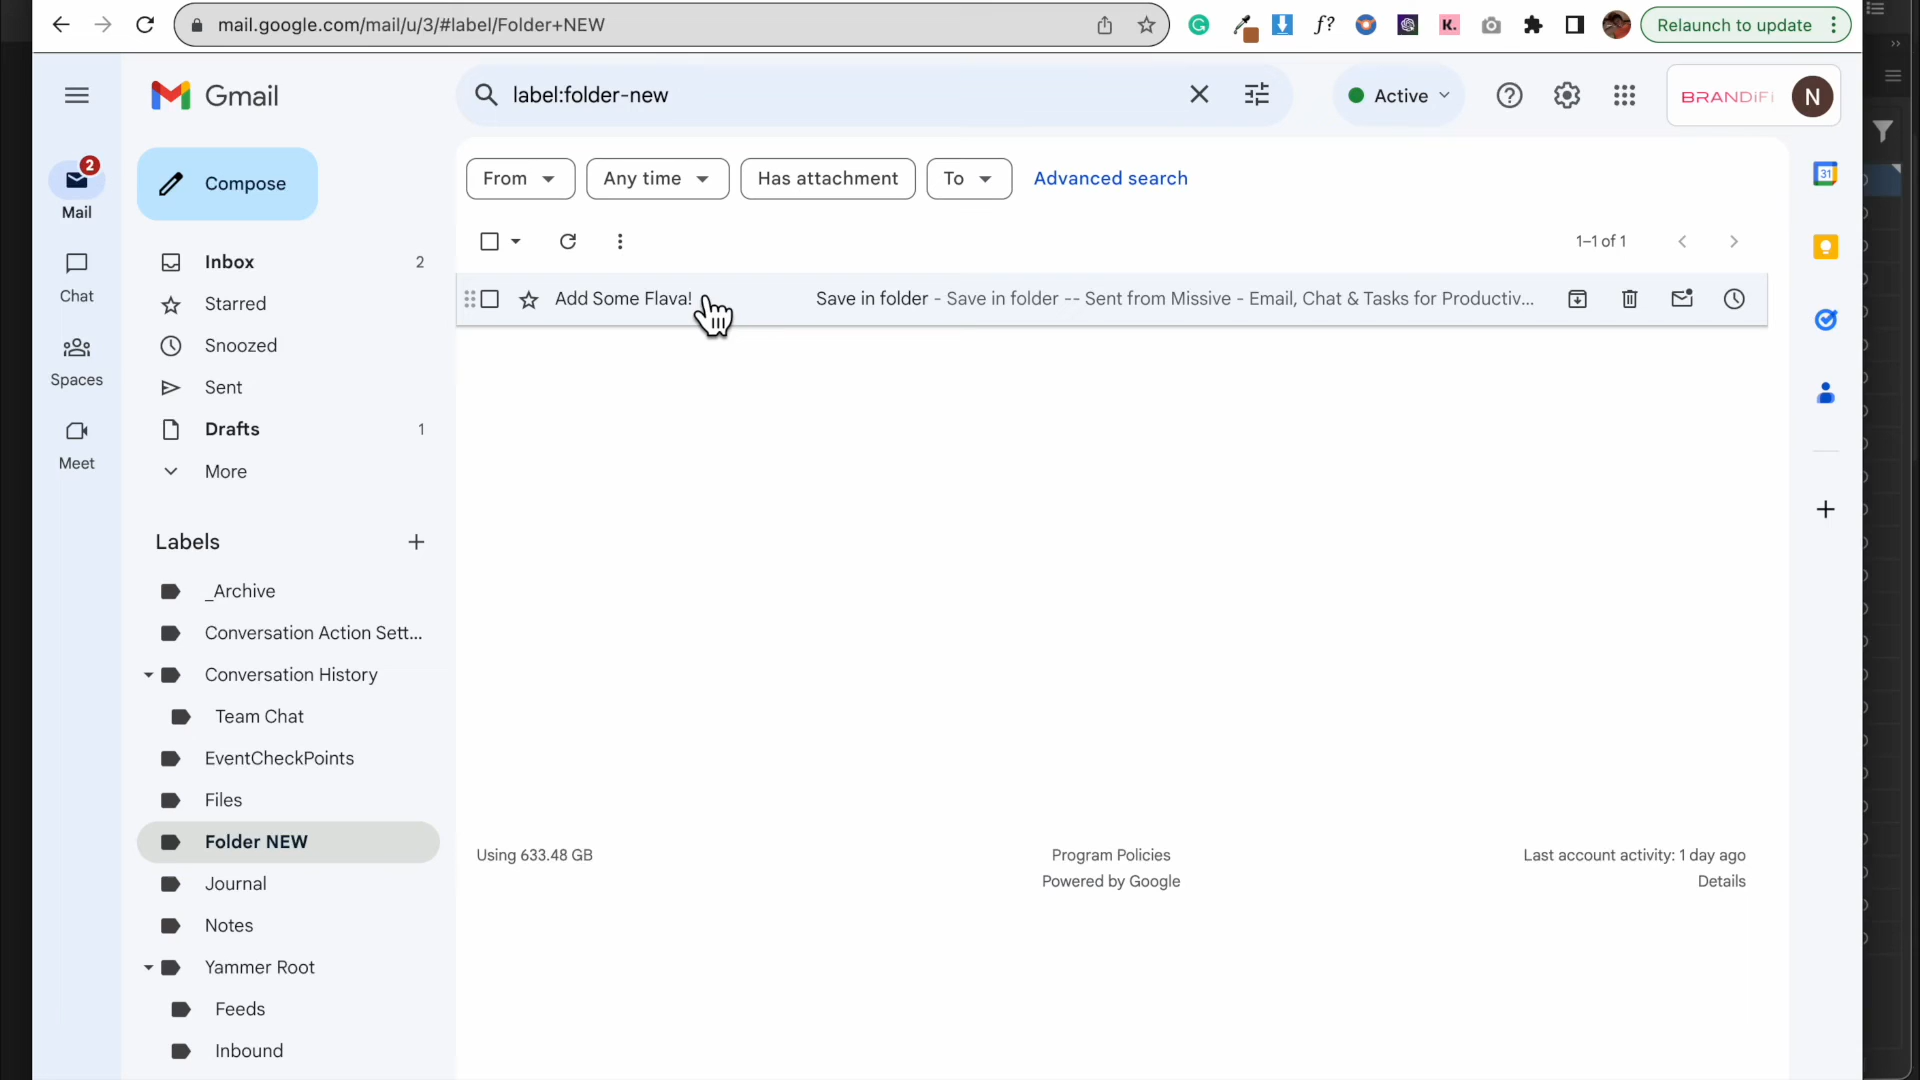 mail.google.com/mail/u/3/#label/Folder+NEW
f?
K.
Relaunch to update
Gmail
label:folder-new
Active
BRANDiFi
N
2
Mail
Chat
Spaces
Meet
Compose
Inbox 2
Starred
Snoozed
Sent
Drafts 1
More
Labels
_Archive
Conversation Action Sett...
Conversation History
Team Chat
EventCheckPoints
Files
Folder NEW
Journal
Notes
Yammer Root
Feeds
Inbound
From Any time Has attachment To Advanced search
1–1 of 1
Add Some Flava! Save in folder - Save in folder -- Sent from Missive - Email, Chat & Tasks for Productiv...
Using 633.48 GB
Program Policies
Powered by Google
Last account activity: 1 day ago
Details
31